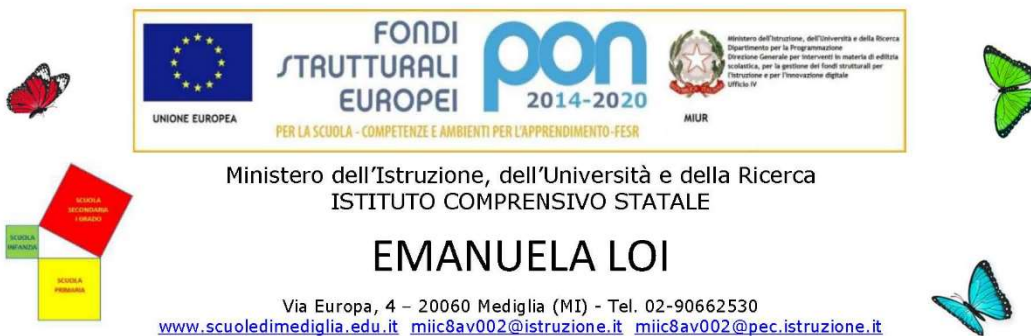 FONDI
STRUTTURALI
EUROPEI
pon
2014-2020
UNIONE EUROPEA
PER LA SCUOLA - COMPETENZE E AMBIENTI PER L'APPRENDIMENTO-FESR
Ministero dell'Istruzione, dell'Università e della Ricerca
Dipartimento per la Programmazione
Direzione Generale per interventi in materia di edilizia
scolastica, per la gestione dei fondi strutturali per
l'Istruzione e per l'innovazione digitale
Ufficio IV
MIUR
Ministero dell'Istruzione, dell'Università e della Ricerca
ISTITUTO COMPRENSIVO STATALE
SCUOLA
SECONDARIA
I GRADO
SCUOLA
INFANZIA
SCUOLA
PRIMARIA
EMANUELA LOI
Via Europa, 4 – 20060 Mediglia (MI) - Tel. 02-90662530
www.scuoledimediglia.edu.it miic8av002@istruzione.it miic8av002@pec.istruzione.it